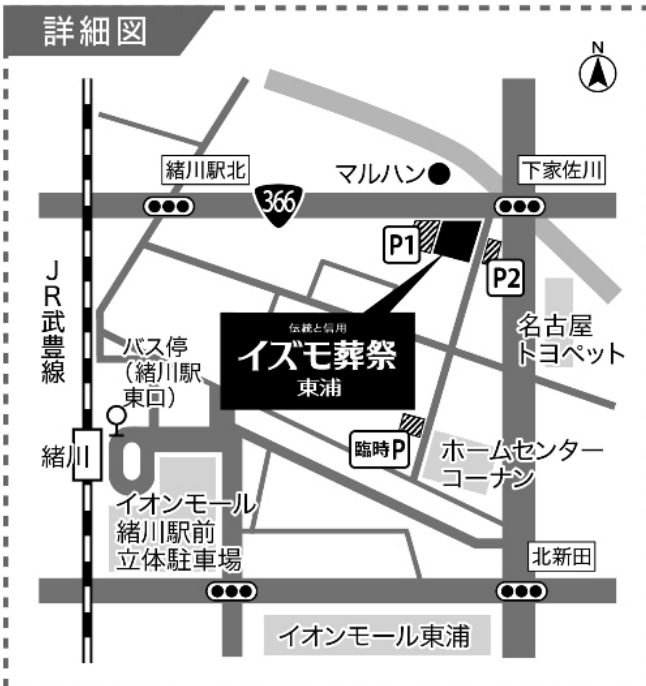 詳細図
N
緒川駅北
マルハン
下家佐川
366
P1
P2
JR武豊線
伝統と信用
イズモ葬祭
東浦
名古屋
トヨペット
バス停
(緒川駅
東口)
緒川
臨時P
ホームセンター
コーナン
イオンモール
緒川駅前
立体駐車場
北新田
イオンモール東浦